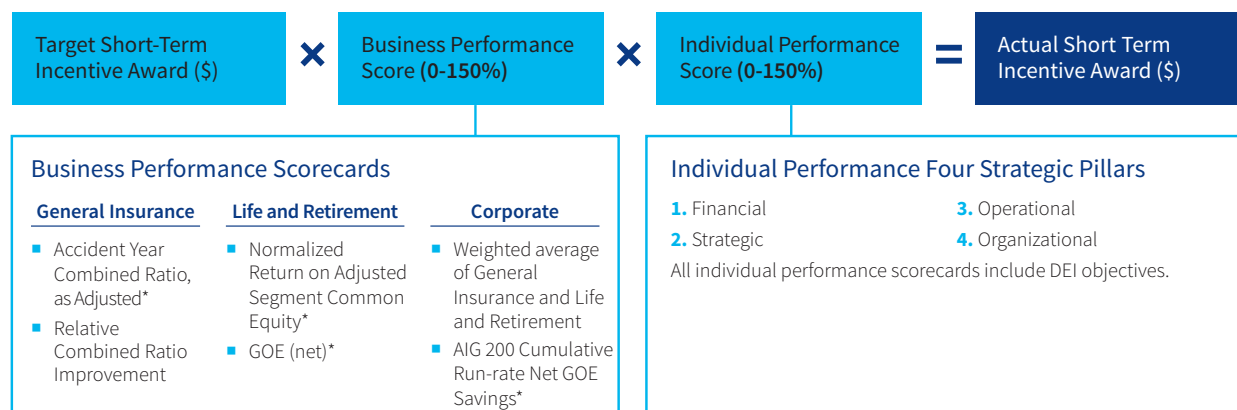 Target Short-Term
Incentive Award ($)
×
Business Performance
Score (0-150%)
×
Individual Performance
Score (0-150%)
=
Actual Short Term
Incentive Award ($)
Business Performance Scorecards
General Insurance
■ Accident Year
Combined Ratio,
as Adjusted*
■ Relative
Combined Ratio
Improvement
Life and Retirement
■ Normalized
Return on Adjusted
Segment Common
Equity*
■ GOE (net)*
Corporate
■ Weighted average
of General
Insurance and Life
and Retirement
■ AIG 200 Cumulative
Run-rate Net GOE
Savings*
Individual Performance Four Strategic Pillars
1. Financial
2. Strategic
3. Operational
4. Organizational
All individual performance scorecards include DEI objectives.